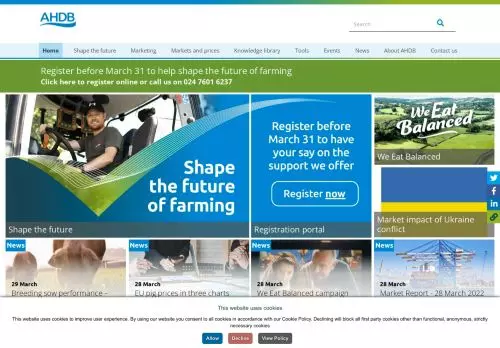 AHDB
Search
Home Shape the future Marketing Markets and prices Knowledge library Tools Events News About AHDB Contact us
Register before March 31 to help shape the future of farming
Click here to register online or call us on 024 7601 6237
Shape
the future
of farming
Shape the future
Register before
March 31 to have
your say on the
support we offer
Register now
Registration portal
We Eat
Balanced
We Eat Balanced
Market impact of Ukraine
conflict
News
29 March
Breeding sow performance –
News
28 March
EU pig prices in three charts
News
28 March
We Eat Balanced campaign
News
28 March
Market Report - 28 March 2022
This website uses cookies
This website uses cookies to improve user experience. By using our website you consent to all cookies in accordance with our Cookie Policy. Declining will block all first party cookies other than functional, anonymous, strictly
necessary cookies
Allow Decline View Policy